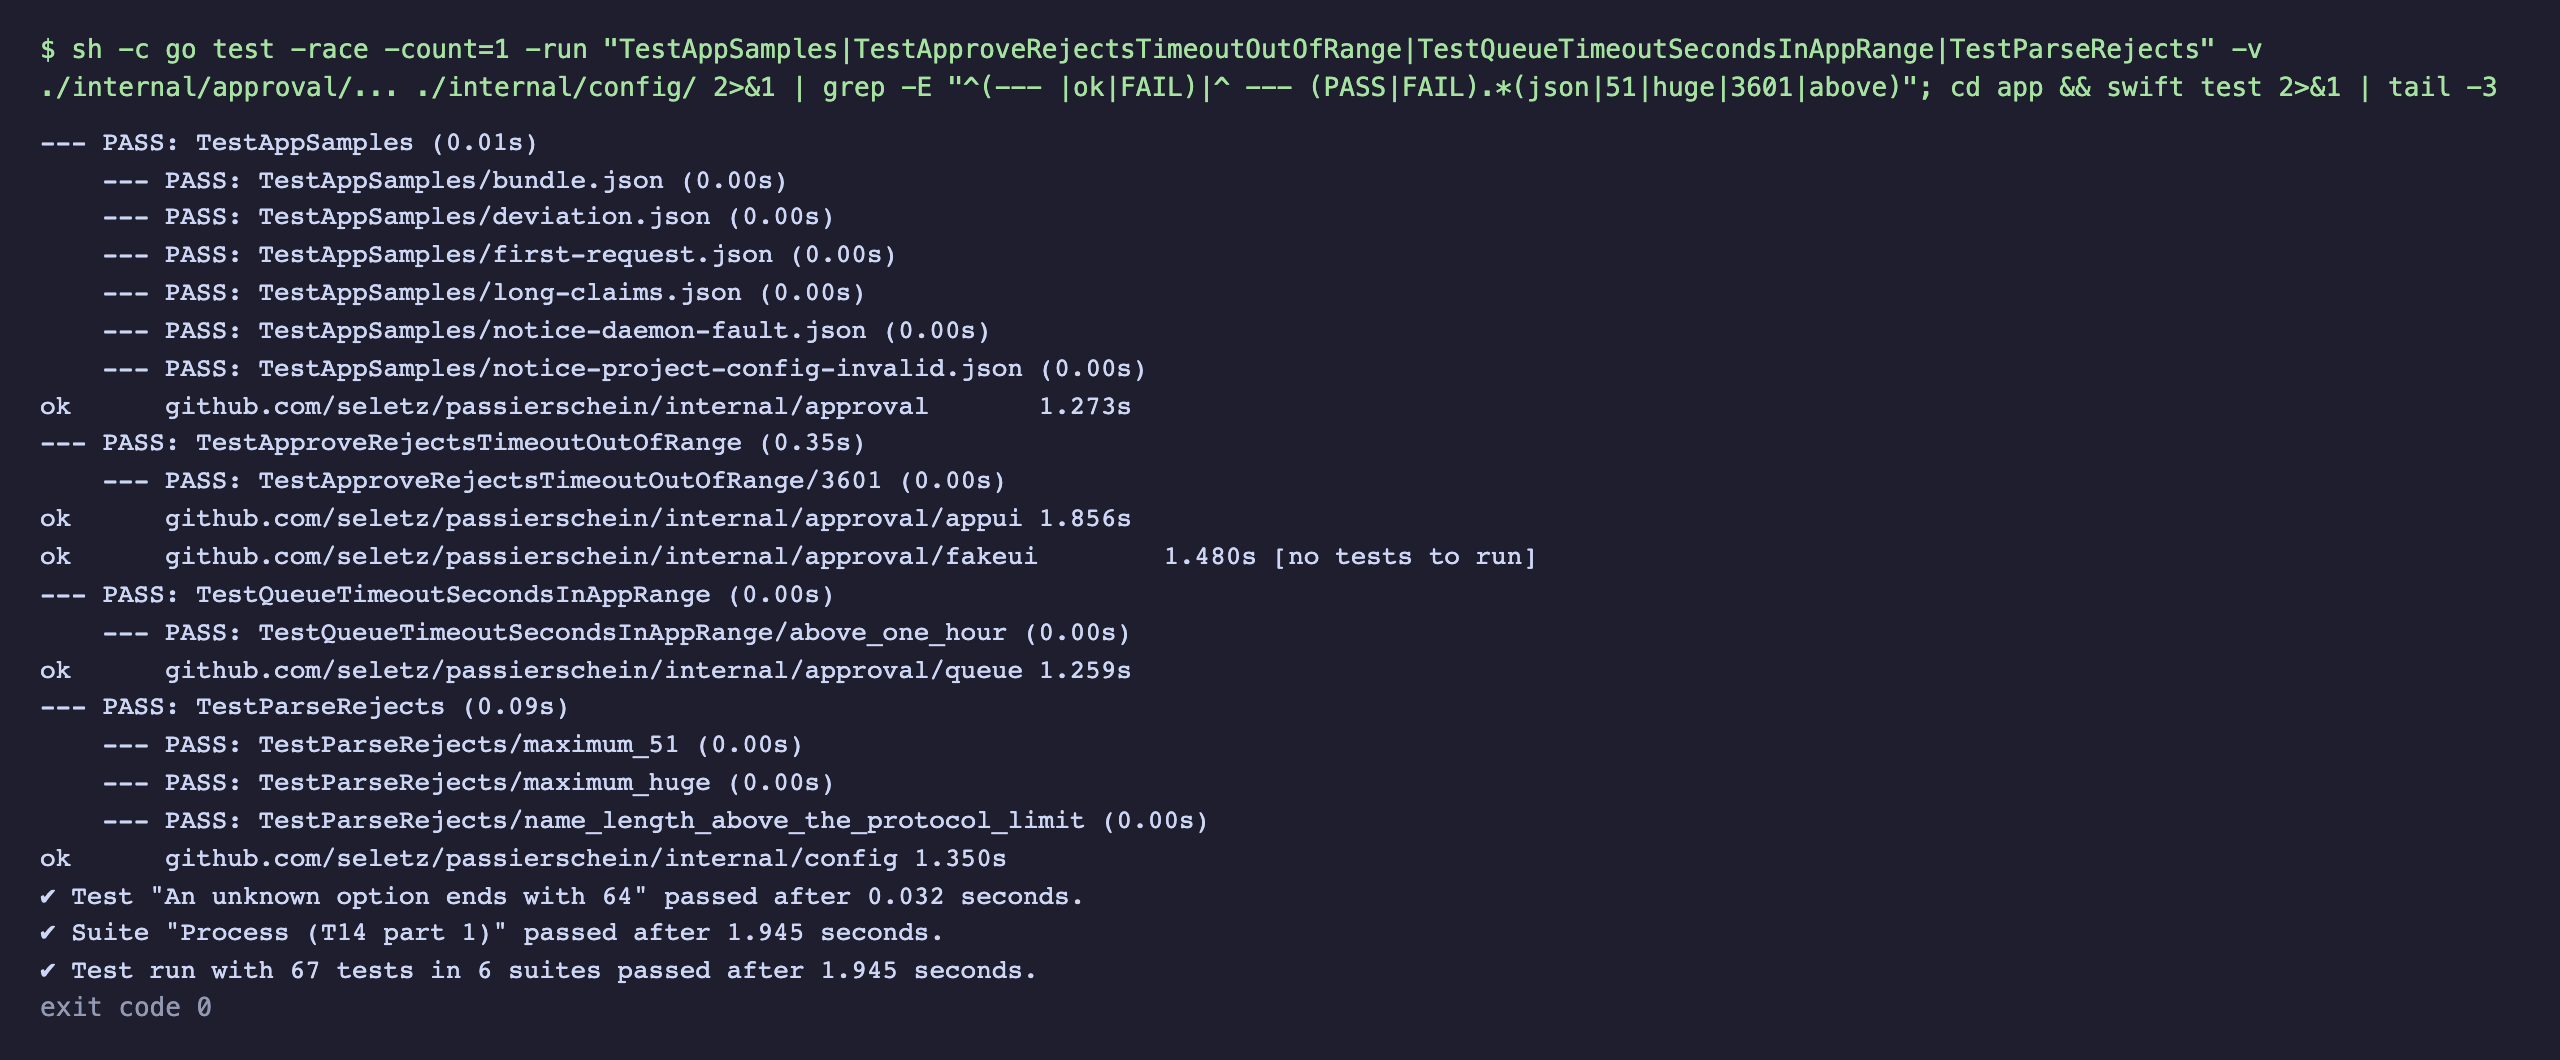 $ sh -c go test -race -count=1 -run "TestAppSamples|TestApproveRejectsTimeoutOutOfRange|TestQueueTimeoutSecondsInAppRange|TestParseRejects" -v
./internal/approval/... ./internal/config/ 2>&1 | grep -E "^(--- |ok|FAIL)|^ --- (PASS|FAIL).*(json|51|huge|3601|above)"; cd app && swift test 2>&1 | tail -3
--- PASS: TestAppSamples (0.01s)
    --- PASS: TestAppSamples/bundle.json (0.00s)
    --- PASS: TestAppSamples/deviation.json (0.00s)
    --- PASS: TestAppSamples/first-request.json (0.00s)
    --- PASS: TestAppSamples/long-claims.json (0.00s)
    --- PASS: TestAppSamples/notice-daemon-fault.json (0.00s)
    --- PASS: TestAppSamples/notice-project-config-invalid.json (0.00s)
ok      github.com/seletz/passierschein/internal/approval       1.273s
--- PASS: TestApproveRejectsTimeoutOutOfRange (0.35s)
    --- PASS: TestApproveRejectsTimeoutOutOfRange/3601 (0.00s)
ok      github.com/seletz/passierschein/internal/approval/appui 1.856s
ok      github.com/seletz/passierschein/internal/approval/fakeui        1.480s [no tests to run]
--- PASS: TestQueueTimeoutSecondsInAppRange (0.00s)
    --- PASS: TestQueueTimeoutSecondsInAppRange/above_one_hour (0.00s)
ok      github.com/seletz/passierschein/internal/approval/queue 1.259s
--- PASS: TestParseRejects (0.09s)
    --- PASS: TestParseRejects/maximum_51 (0.00s)
    --- PASS: TestParseRejects/maximum_huge (0.00s)
    --- PASS: TestParseRejects/name_length_above_the_protocol_limit (0.00s)
ok      github.com/seletz/passierschein/internal/config 1.350s
✔ Test "An unknown option ends with 64" passed after 0.032 seconds.
✔ Suite "Process (T14 part 1)" passed after 1.945 seconds.
✔ Test run with 67 tests in 6 suites passed after 1.945 seconds.
exit code 0